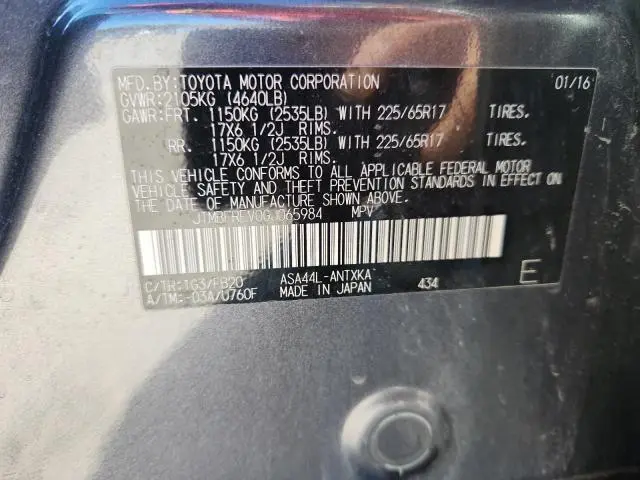 MFD.BY:TOYOTA MOTOR CORPORATION 01/16
GVWR:2105KG (4640LB)
GAWR:FRT. 1150KG (2535LB) WITH 225/65R17 TIRES.
17X6 1/2J RIMS.
RR. 1150KG (2535LB) WITH 225/65R17 TIRES.
17X6 1/2J RIMS.
THIS VEHICLE CONFORMS TO ALL APPLICABLE FEDERAL MOTOR
VEHICLE SAFETY AND THEFT PREVENTION STANDARDS IN EFFECT ON
THE DATE OF MANUFACTURE SHOWN ABOVE.
JTMBFREV0GJ065984 MPV
C/TR:1G3/FB20 ASA44L-ANTXKA
A/TM:-03A/U760F MADE IN JAPAN 434 E